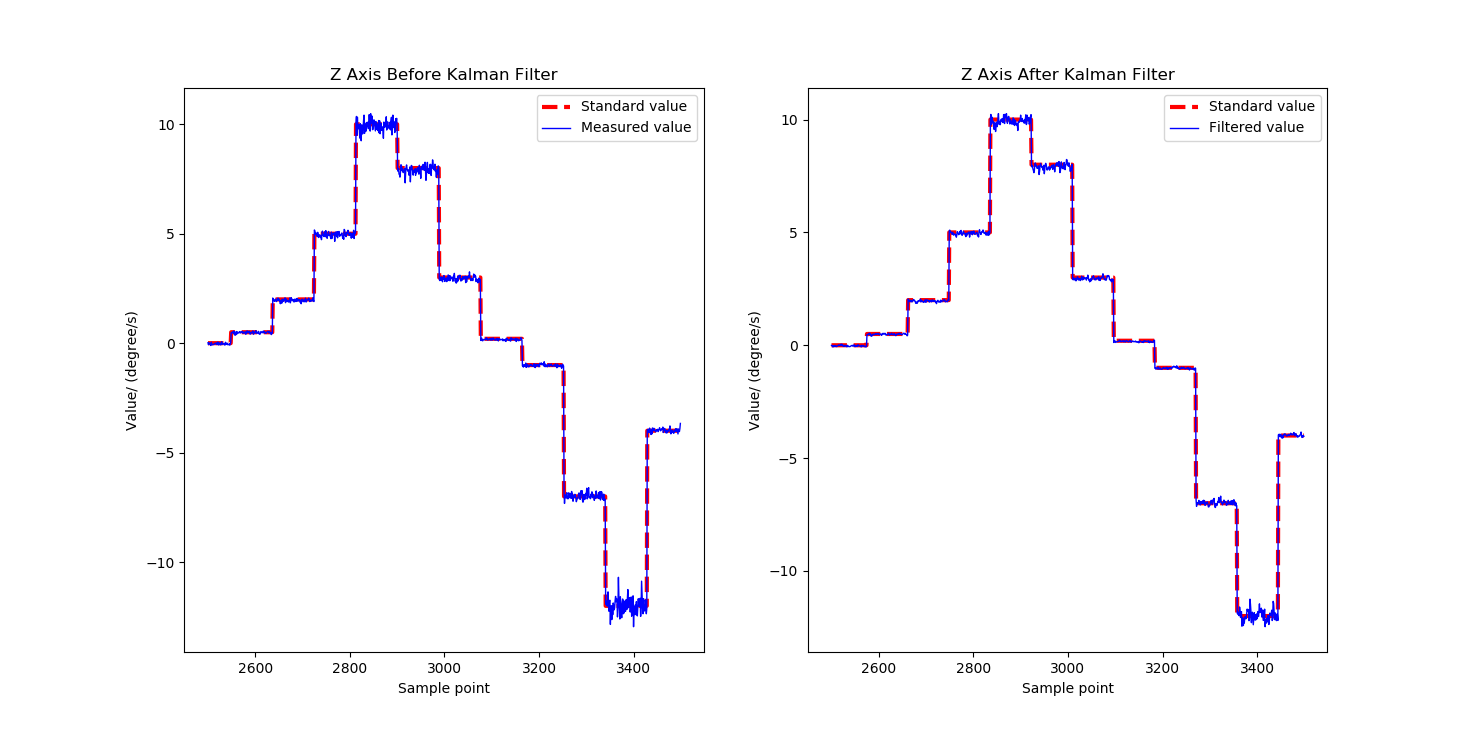 Z Axis Before Kalman Filter
Standard value
Measured value
10
5
0
−5
−10
Value/ (degree/s)
2600 2800 3000 3200 3400
Sample point
Z Axis After Kalman Filter
Standard value
Filtered value
10
5
0
−5
−10
Value/ (degree/s)
2600 2800 3000 3200 3400
Sample point